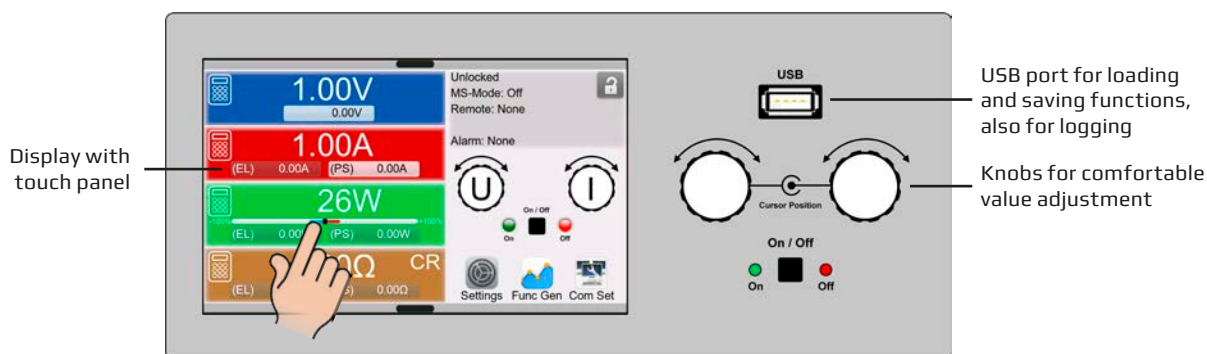 Display with
touch panel
1.00V
0.00V
1.00A
(EL) 0.00A (PS) 0.00A
26W
-100% +100%
(EL) (PS) 0.00W
Ω CR
(EL) 0.00Ω
Unlocked
MS-Mode: Off
Remote: None
Alarm: None
U I
On / Off
On Off
Settings Func Gen Com Set
USB
Cursor Position
On / Off
On Off
USB port for loading
and saving functions,
also for logging
Knobs for comfortable
value adjustment